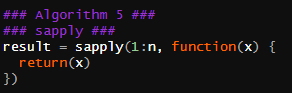 ### Algorithm 5 ###
### sapply ###
result = sapply(1:n, function(x) {
  return(x)
})